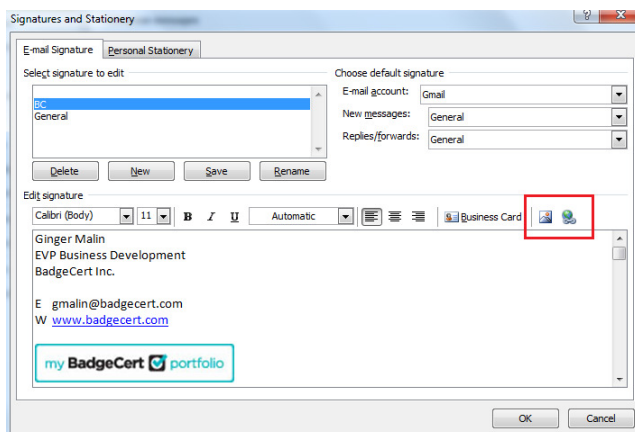 Signatures and Stationery
E-mail Signature Personal Stationery
Select signature to edit
BC
General
Delete New Save Rename
Choose default signature
E-mail account: Gmail
New messages: General
Replies/forwards: General
Edit signature
Calibri (Body) 11 B I U Automatic Business Card
Ginger Malin
EVP Business Development
BadgeCert Inc.
E gmalin@badgecert.com
W www.badgecert.com
my BadgeCert portfolio
OK Cancel